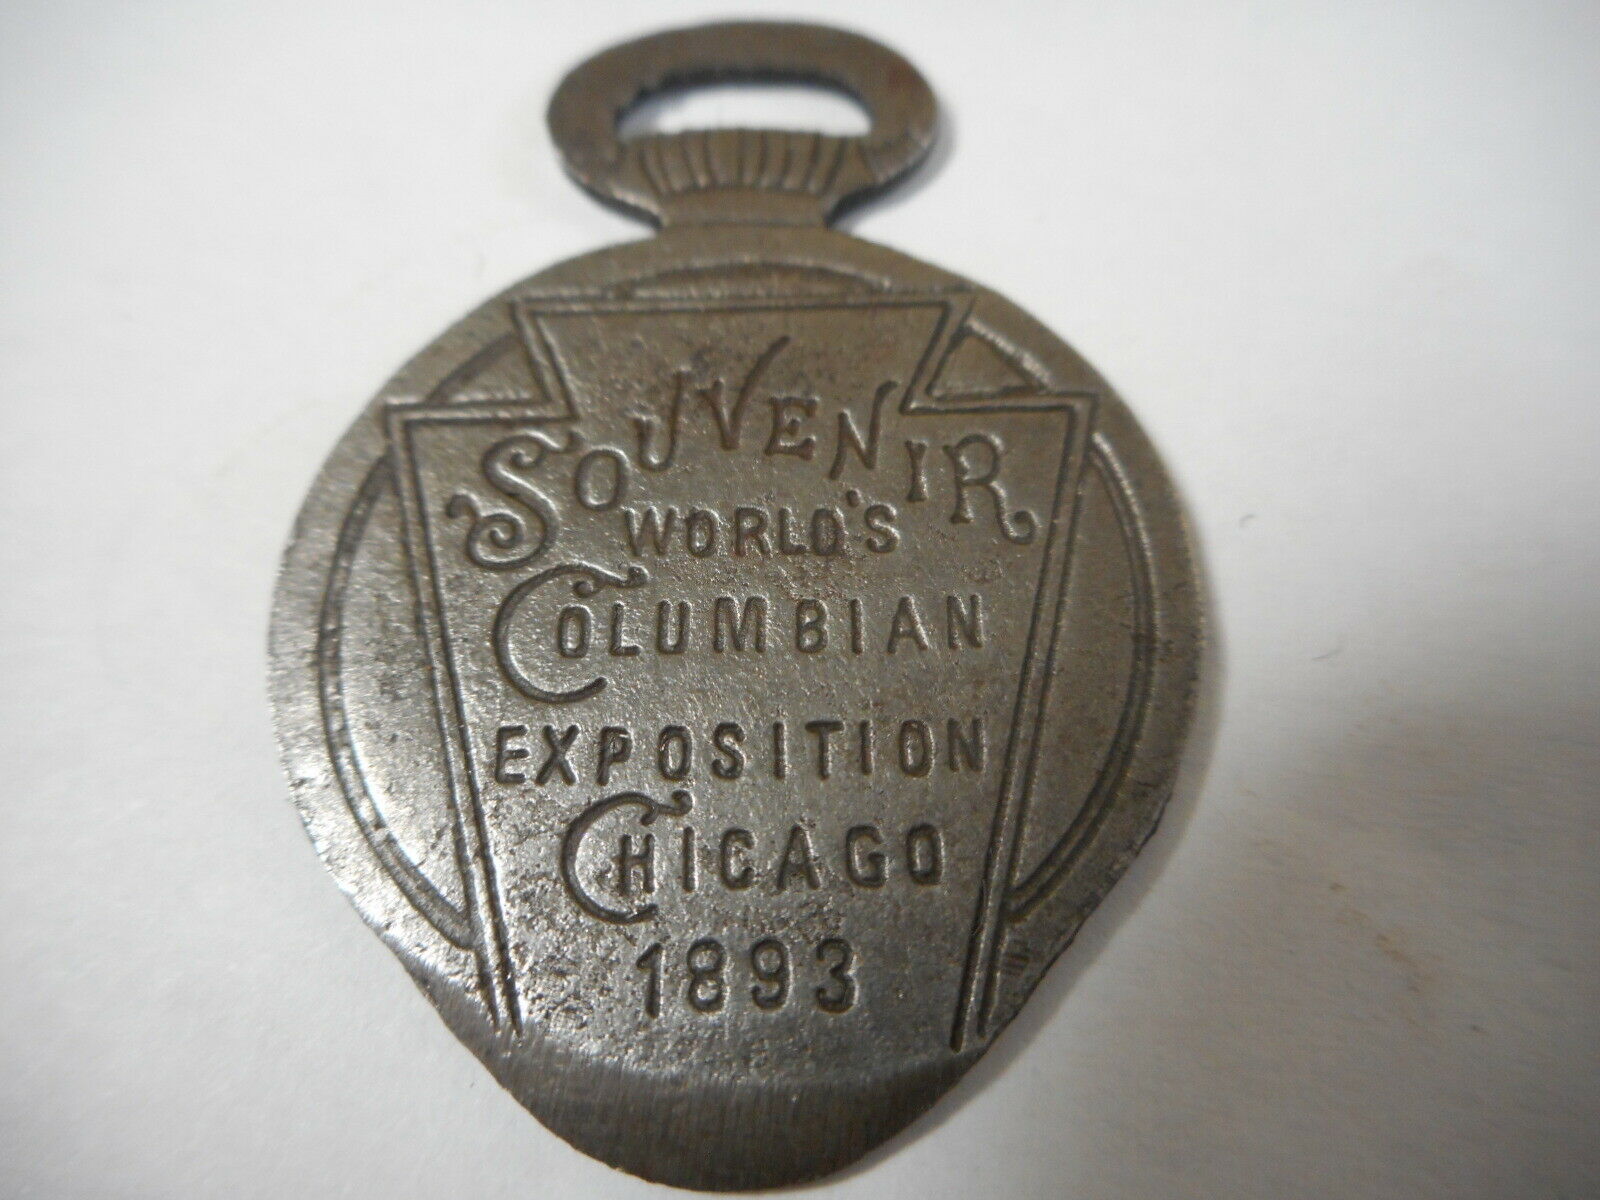 SOUVENIR
WORLD'S
COLUMBIAN
EXPOSITION
CHICAGO
1893